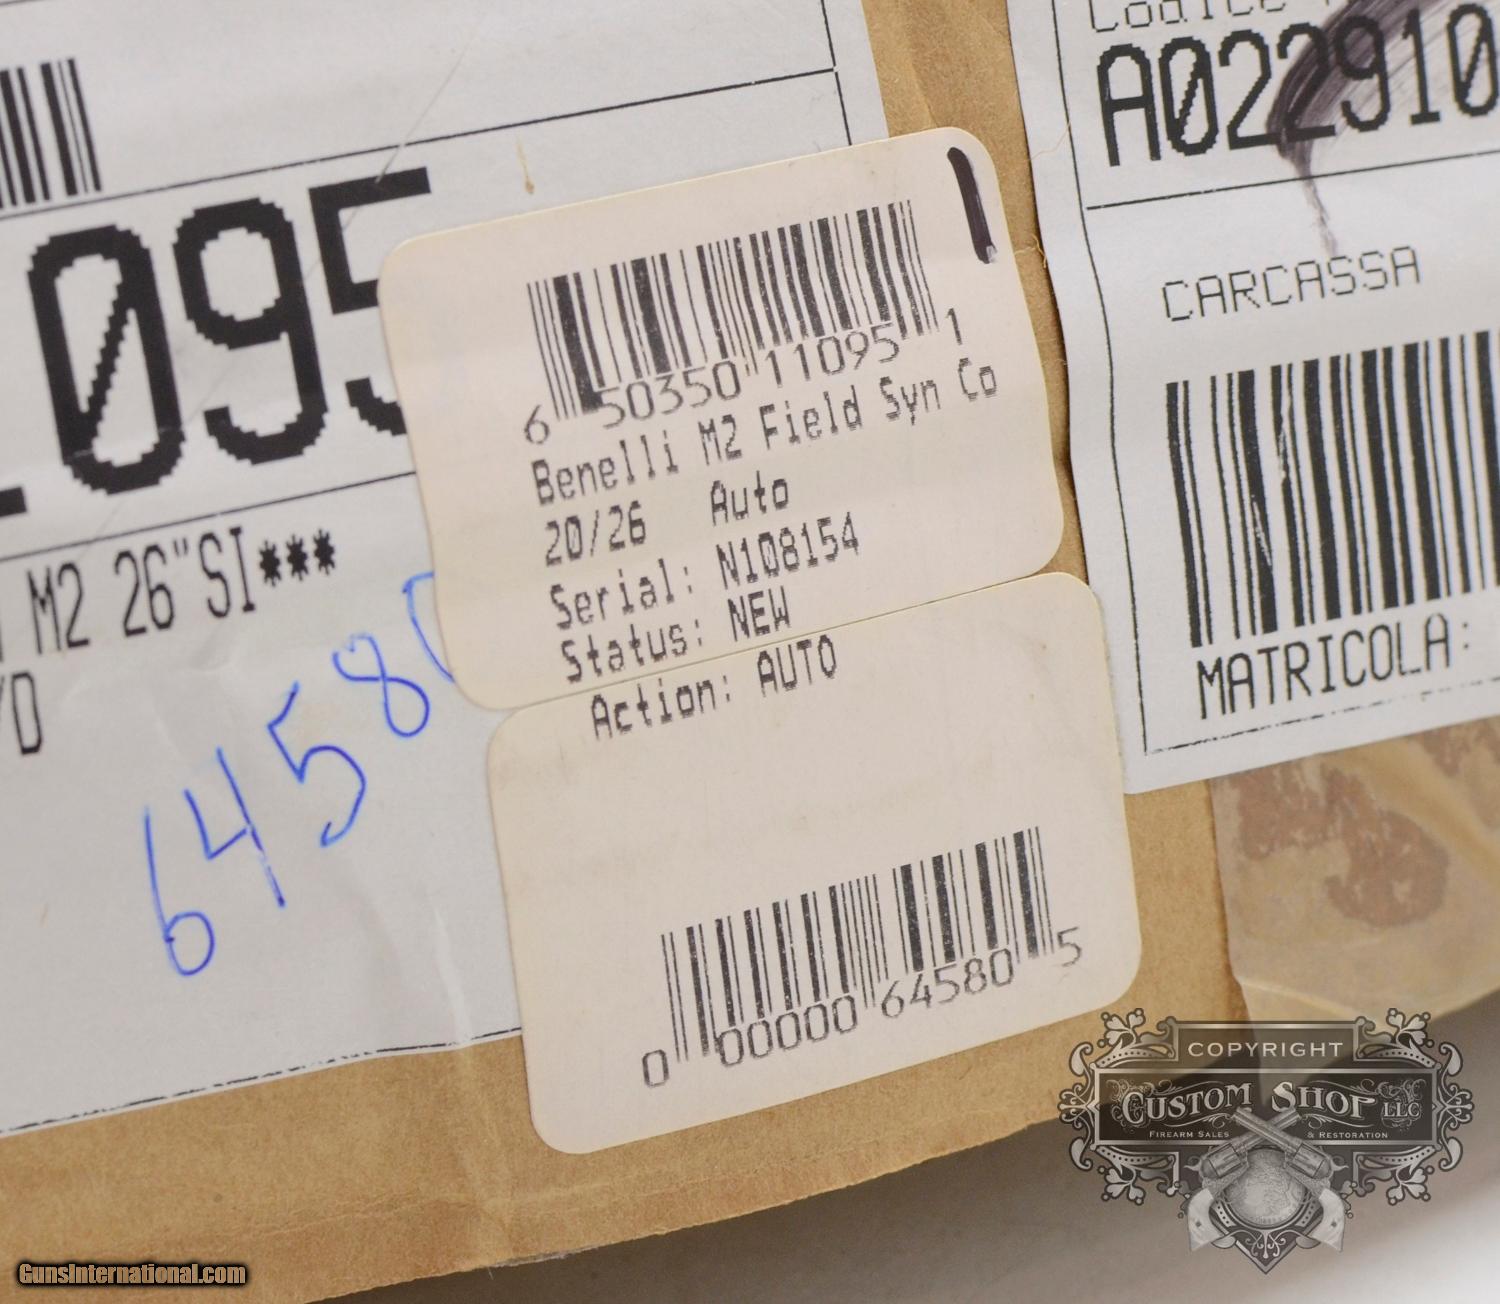 095
M2 26"SI***
64580
6 50350 11095 1
Benelli M2 Field Syn Co
20/26 Auto
Serial: N108154
Status: NEW
Action: AUTO
0 00000 64580 5
Codice
A022910
CARCASSA
MATRICOLA:
COPYRIGHT
CUSTOM SHOP LLC
FIREARM SALES & RESTORATION
GunsInternational.com